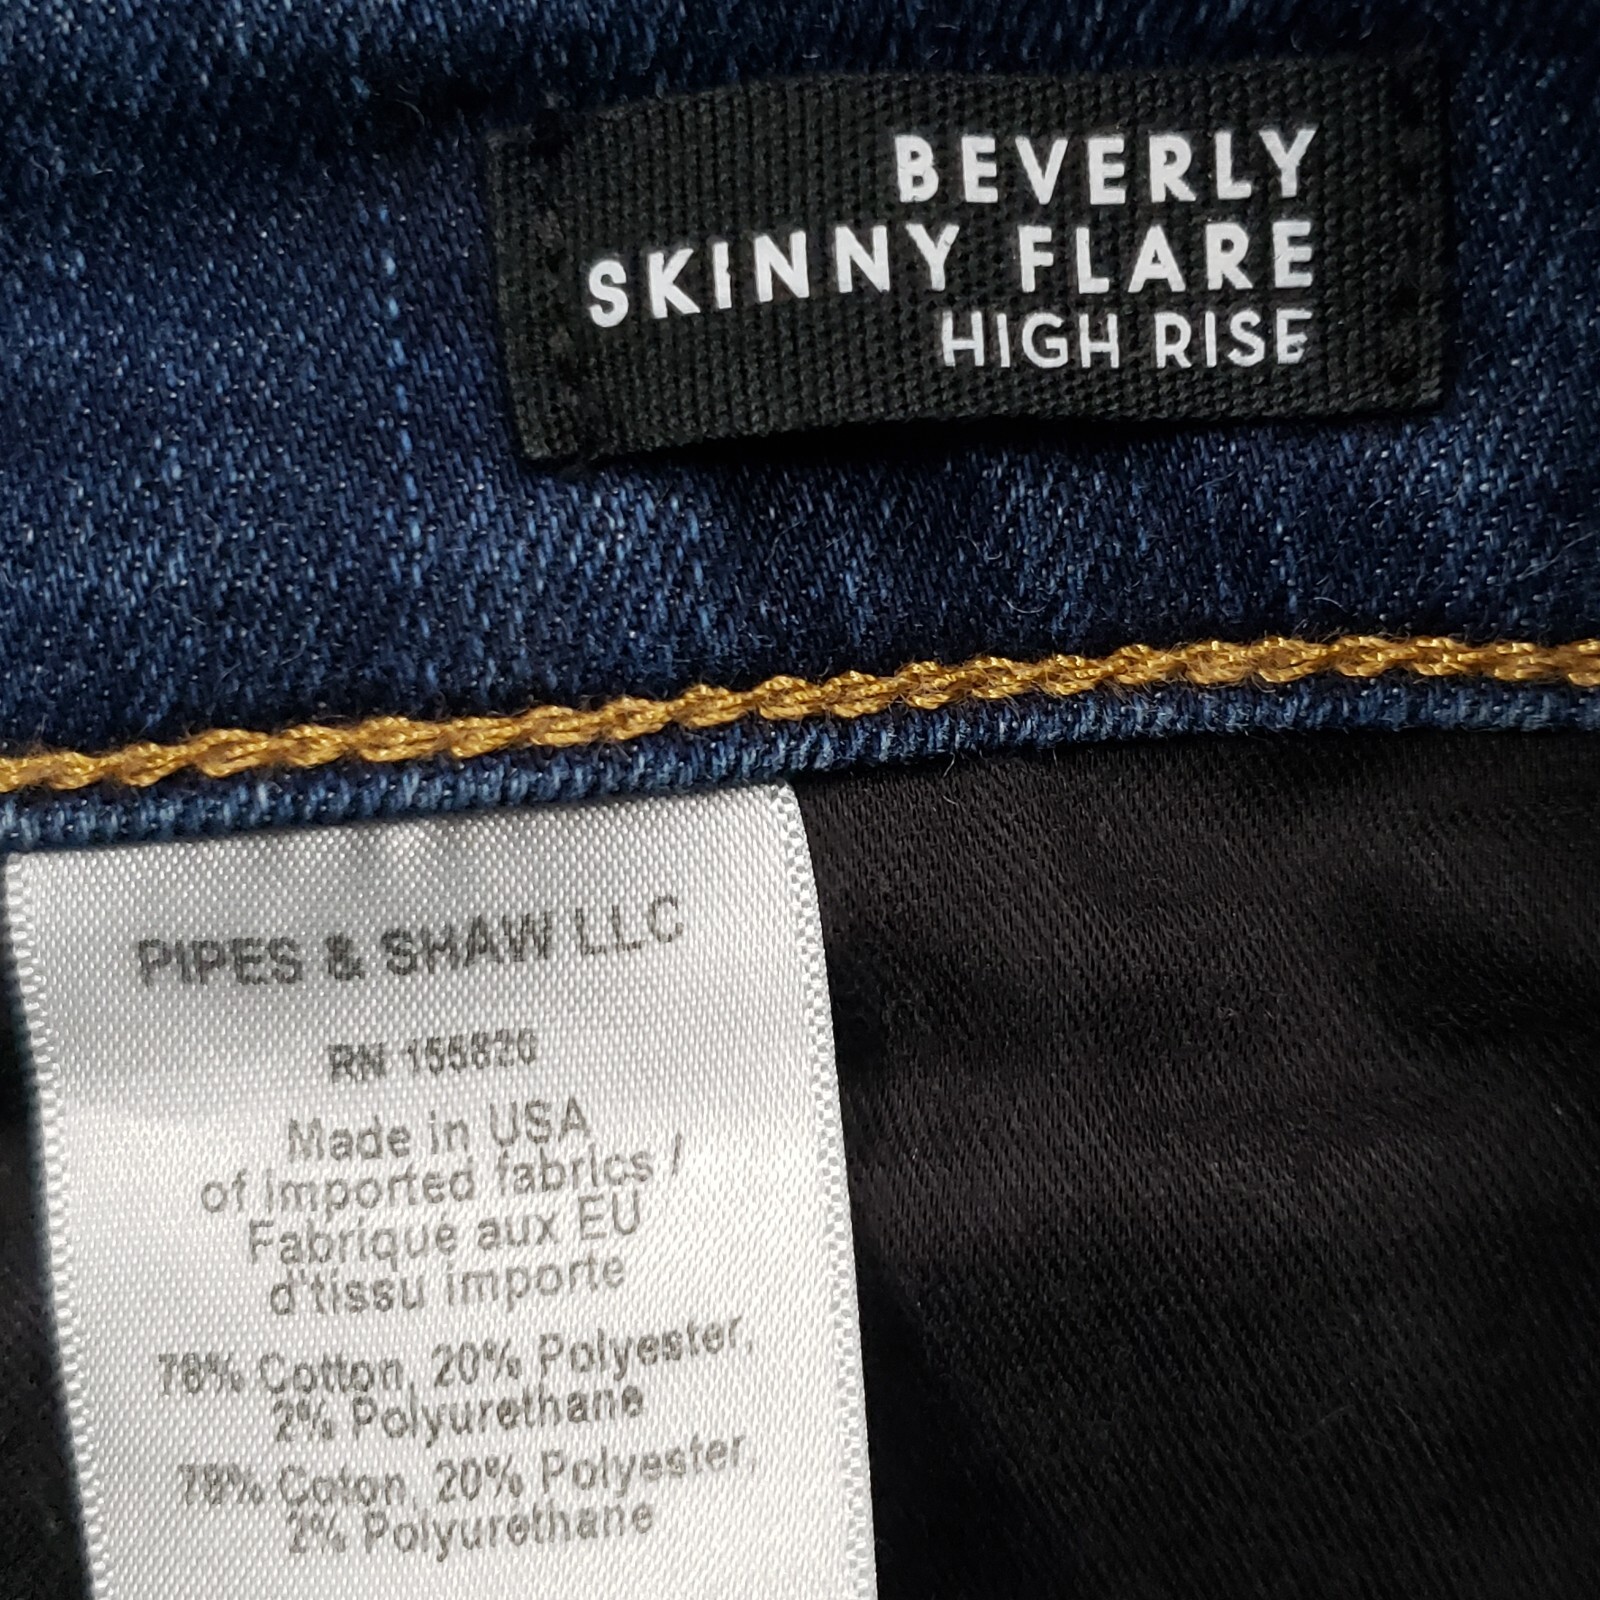 BEVERLY
SKINNY FLARE
HIGH RISE
PIPES & SHAW LLC
RN 155820
Made in USA
of imported fabrics /
Fabrique aux EU
d'tissu importe
78% Cotton, 20% Polyester,
2% Polyurethane
78% Coton, 20% Polyester,
2% Polyurethane